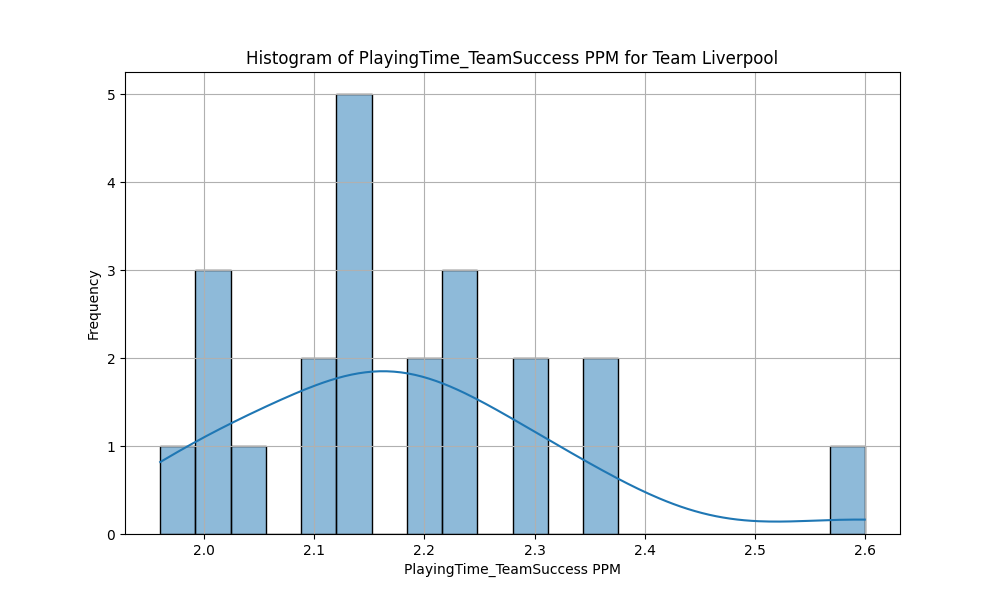 Histogram of PlayingTime_TeamSuccess PPM for Team Liverpool
5
4
3
2
1
0
Frequency
2.0 2.1 2.2 2.3 2.4 2.5 2.6
PlayingTime_TeamSuccess PPM